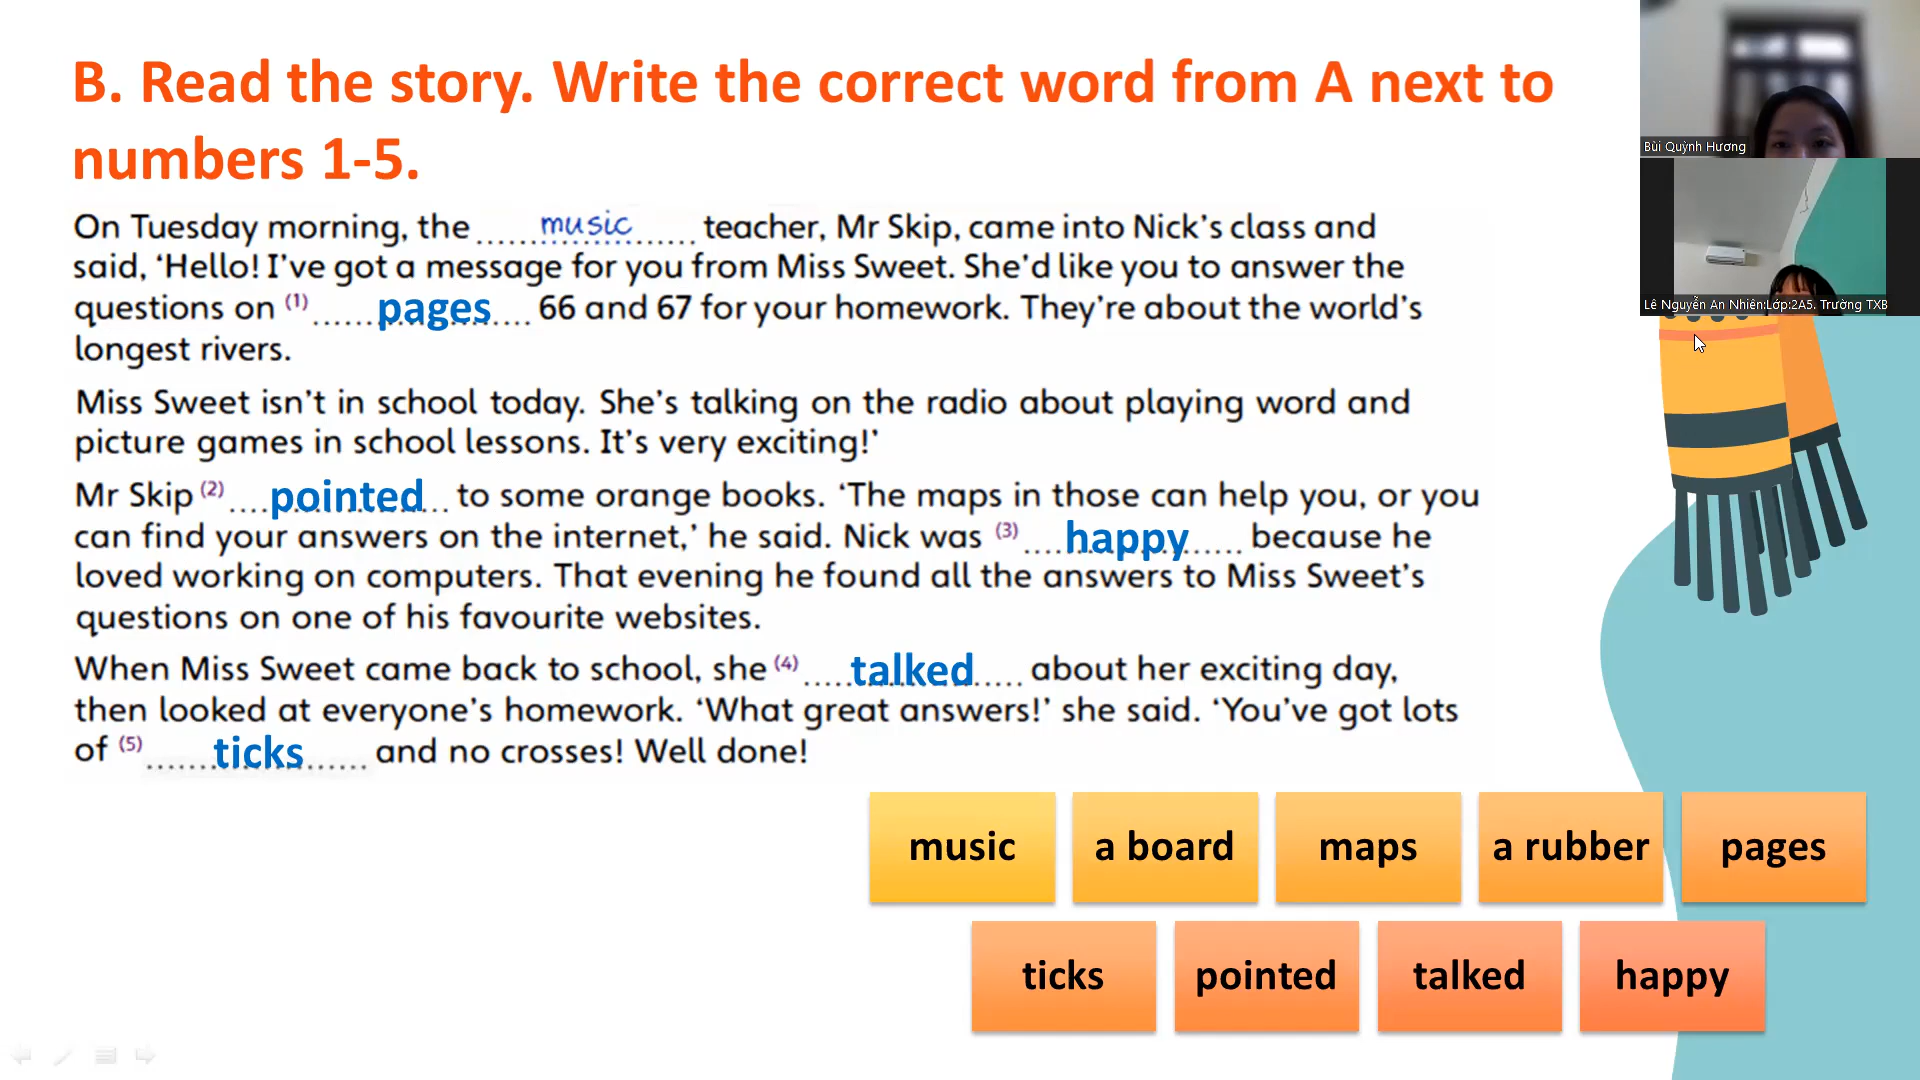 B. Read the story. Write the correct word from A next to
numbers 1-5.
On Tuesday morning, the music teacher, Mr Skip, came into Nick's class and
said, 'Hello! I've got a message for you from Miss Sweet. She'd like you to answer the
questions on (1) pages 66 and 67 for your homework. They're about the world's
longest rivers.
Miss Sweet isn't in school today. She's talking on the radio about playing word and
picture games in school lessons. It's very exciting!'
Mr Skip (2) pointed to some orange books. 'The maps in those can help you, or you
can find your answers on the internet,' he said. Nick was (3) happy because he
loved working on computers. That evening he found all the answers to Miss Sweet's
questions on one of his favourite websites.
When Miss Sweet came back to school, she (4) talked about her exciting day,
then looked at everyone's homework. 'What great answers!' she said. 'You've got lots
of (5) ticks and no crosses! Well done!
music a board maps a rubber pages
ticks pointed talked happy
Bùi Quỳnh Hương
Lê Nguyễn An Nhiên:Lớp:2A5. Trường TXB